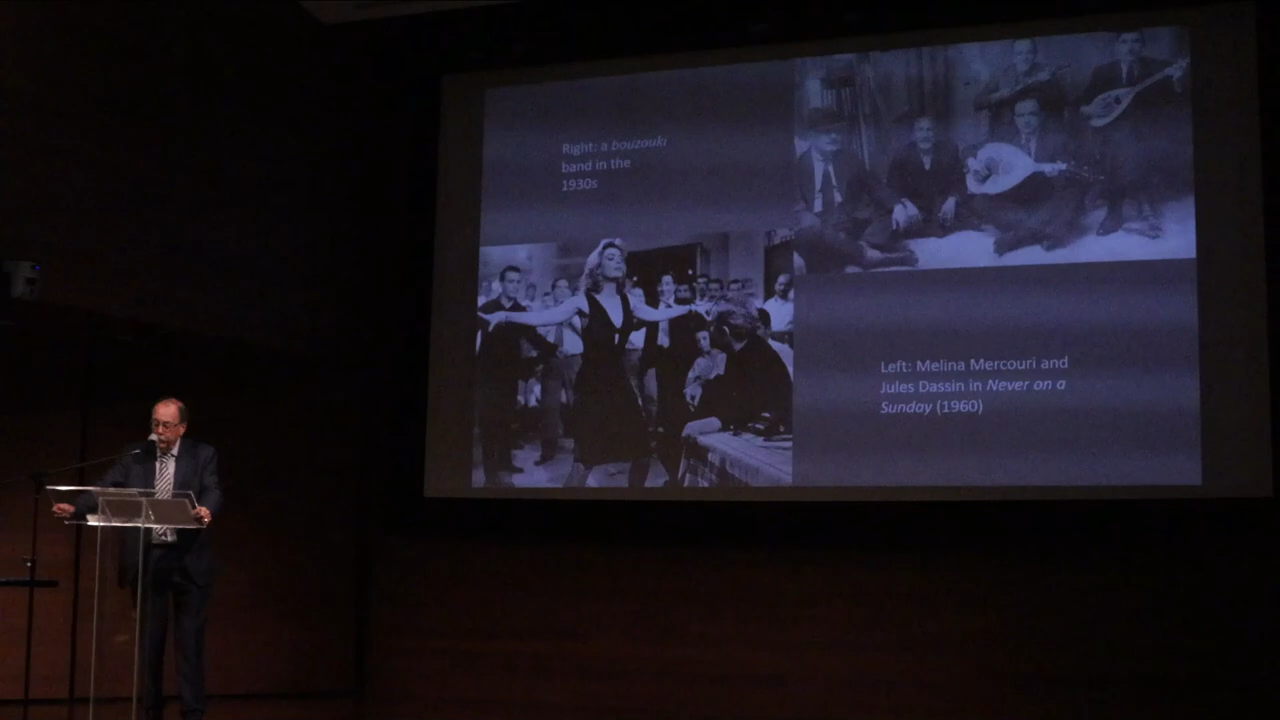 Right: a bouzouki
band in the
1930s
Left: Melina Mercouri and
Jules Dassin in Never on a
Sunday (1960)